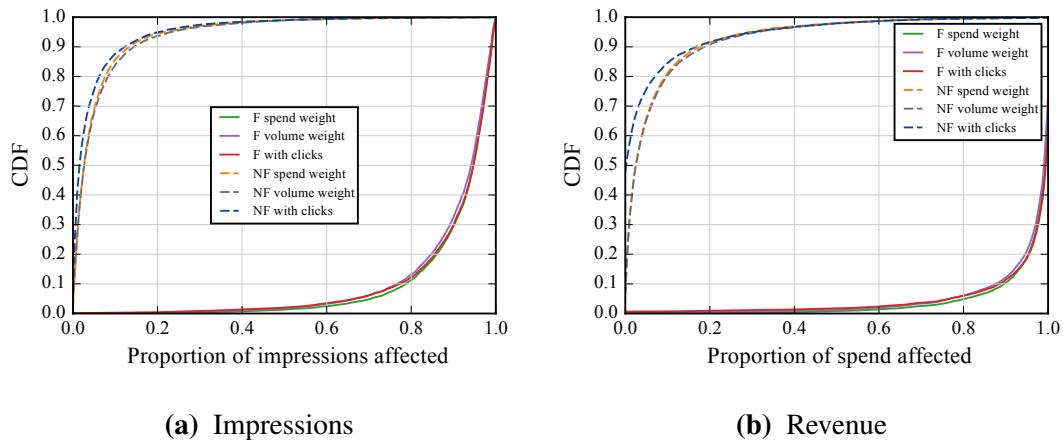 1.0
0.9
0.8
0.7
0.6
0.5
0.4
0.3
0.2
0.1
0.0
CDF
0.0 0.2 0.4 0.6 0.8 1.0
Proportion of impressions affected
F spend weight
F volume weight
F with clicks
NF spend weight
NF volume weight
NF with clicks
(a) Impressions
1.0
0.9
0.8
0.7
0.6
0.5
0.4
0.3
0.2
0.1
0.0
CDF
0.0 0.2 0.4 0.6 0.8 1.0
Proportion of spend affected
F spend weight
F volume weight
F with clicks
NF spend weight
NF volume weight
NF with clicks
(b) Revenue